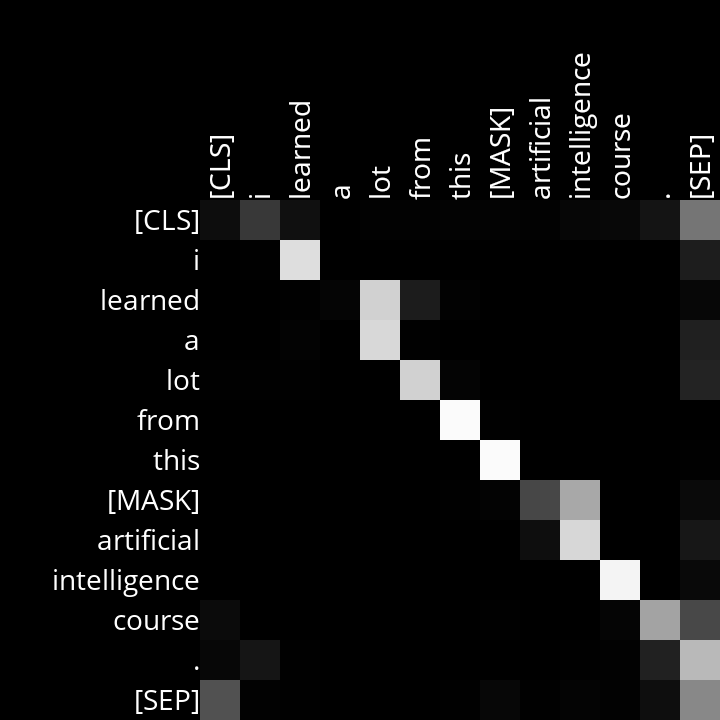 [CLS]
i
learned
a
lot
from
this
[MASK]
artificial
intelligence
course
.
[SEP]
[CLS]
i
learned
a
lot
from
this
[MASK]
artificial
intelligence
course
.
[SEP]